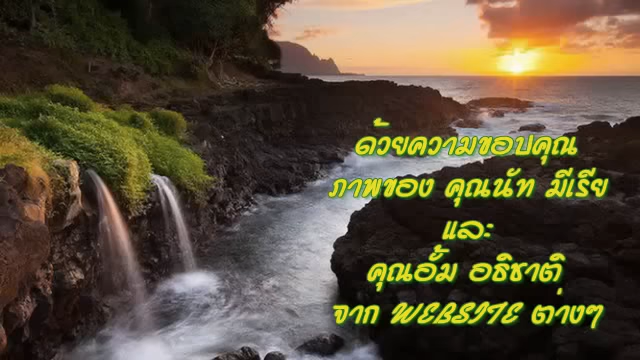 ด้วยความขอบคุณ
ภาพของ คุณนัท มีเรีย
และ
คุณอั้ม อธิชาติ
จาก WEBSITE ต่างๆ